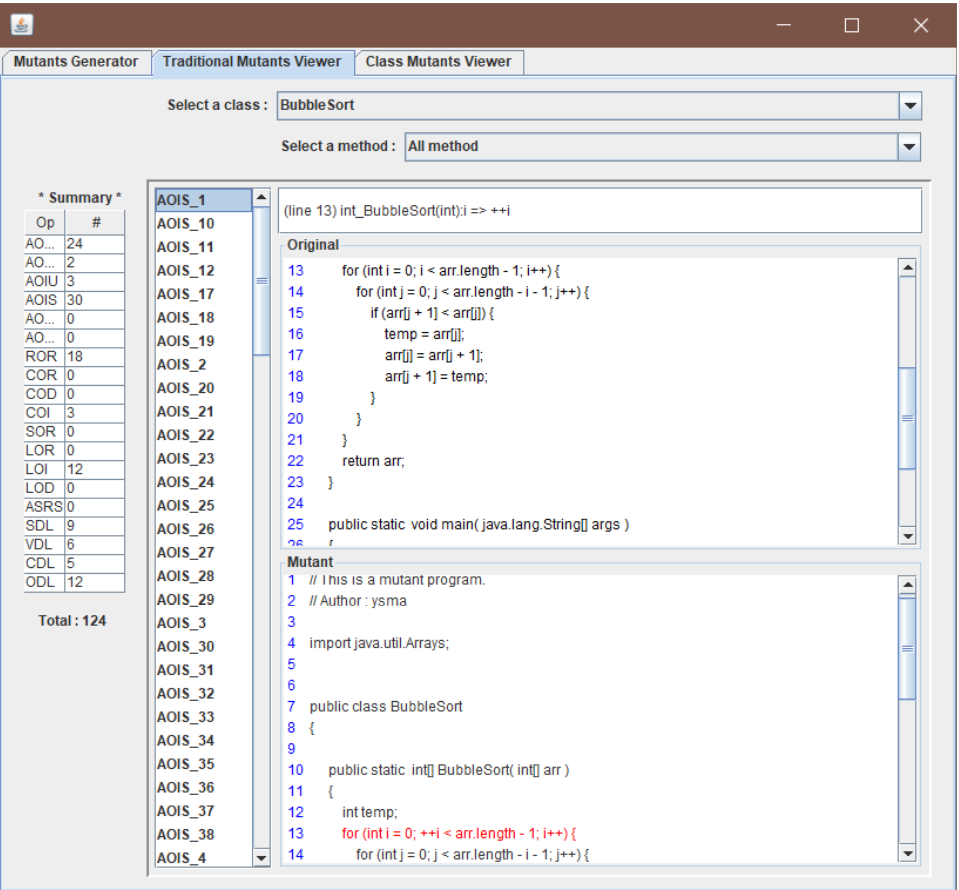 Mutants Generator Traditional Mutants Viewer Class Mutants Viewer
Select a class : BubbleSort
Select a method : All method
* Summary *
Op #
AO... 24
AO... 2
AOIU 3
AOIS 30
AO... 0
AO... 0
ROR 18
COR 0
COD 0
COI 3
SOR 0
LOR 0
LOI 12
LOD 0
ASRS 0
SDL 9
VDL 6
CDL 5
ODL 12
Total : 124
AOIS_1
AOIS_10
AOIS_11
AOIS_12
AOIS_17
AOIS_18
AOIS_19
AOIS_2
AOIS_20
AOIS_21
AOIS_22
AOIS_23
AOIS_24
AOIS_25
AOIS_26
AOIS_27
AOIS_28
AOIS_29
AOIS_3
AOIS_30
AOIS_31
AOIS_32
AOIS_33
AOIS_34
AOIS_35
AOIS_36
AOIS_37
AOIS_38
AOIS_4
(line 13) int_BubbleSort(int):i => ++i
Original
13 for (int i = 0; i < arr.length - 1; i++) {
14 for (int j = 0; j < arr.length - i - 1; j++) {
15 if (arr[j + 1] < arr[j]) {
16 temp = arr[j];
17 arr[j] = arr[j + 1];
18 arr[j + 1] = temp;
19 }
20 }
21 }
22 return arr;
23 }
24
25 public static void main( java.lang.String[] args )
26 {
Mutant
1 // This is a mutant program.
2 // Author : ysma
3
4 import java.util.Arrays;
5
6
7 public class BubbleSort
8 {
9
10 public static int[] BubbleSort( int[] arr )
11 {
12 int temp;
13 for (int i = 0; ++i < arr.length - 1; i++) {
14 for (int j = 0; j < arr.length - i - 1; j++) {